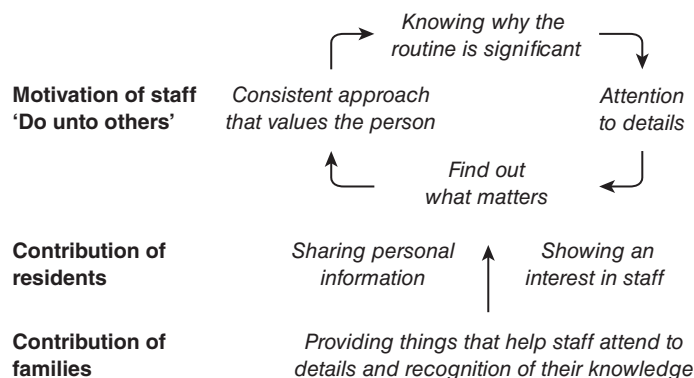 Knowing why the
routine is significant
Motivation of staff
‘Do unto others’
Consistent approach
that values the person
Attention
to details
Find out
what matters
Contribution of
residents
Sharing personal
information
Showing an
interest in staff
Contribution of
families
Providing things that help staff attend to
details and recognition of their knowledge